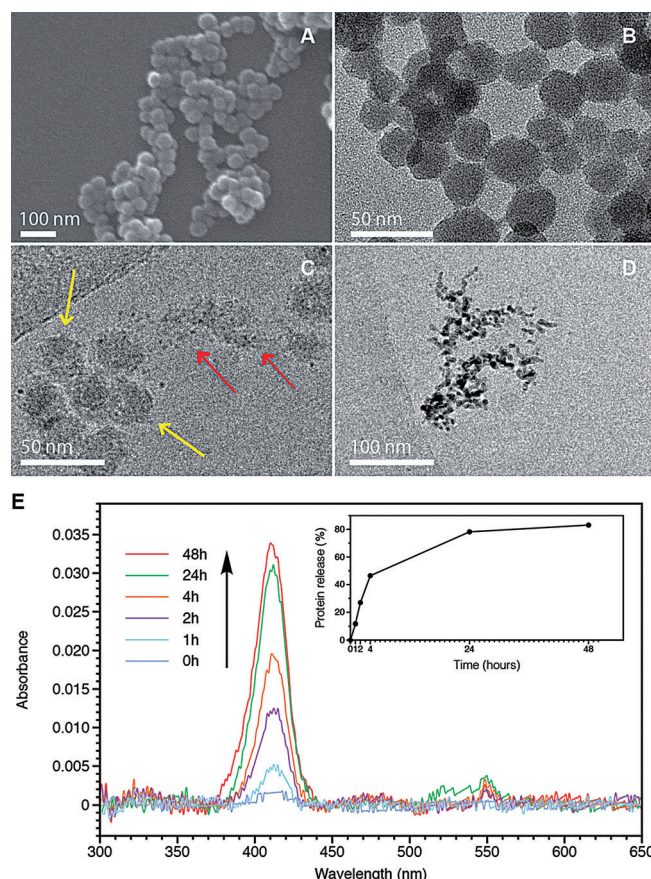 A
100 nm
B
50 nm
C
50 nm
D
100 nm
E
0.035
0.030
0.025
0.020
0.015
0.010
0.005
0
Absorbance
48h
24h
4h
2h
1h
0h
80
60
40
20
0
Protein release (%)
0 1 2 4 24 48
Time (hours)
300 350 400 450 500 550 600 650
Wavelength (nm)